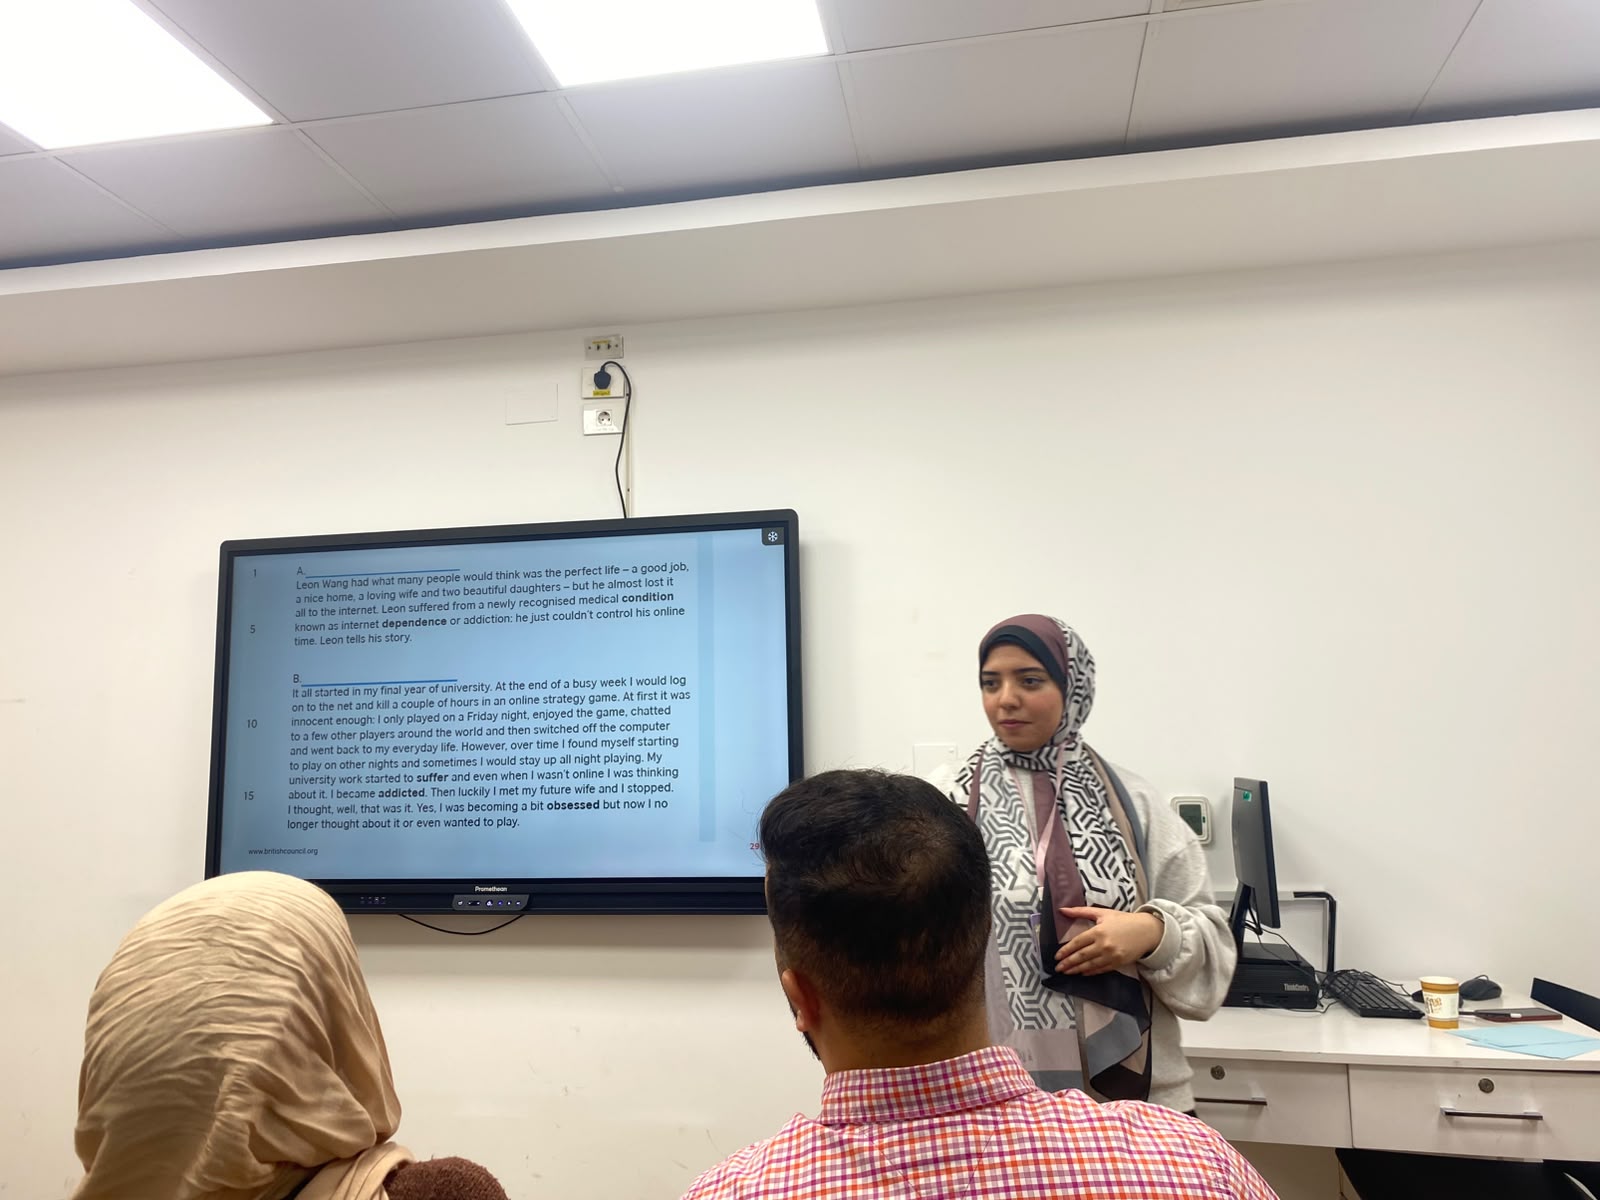 1
A.
Leon Wang had what many people would think was the perfect life – a good job,
a nice home, a loving wife and two beautiful daughters – but he almost lost it
all to the internet. Leon suffered from a newly recognised medical condition
5
known as internet dependence or addiction: he just couldn't control his online
time. Leon tells his story.
B.
It all started in my final year of university. At the end of a busy week I would log
on to the net and kill a couple of hours in an online strategy game. At first it was
10
innocent enough: I only played on a Friday night, enjoyed the game, chatted
to a few other players around the world and then switched off the computer
and went back to my everyday life. However, over time I found myself starting
to play on other nights and sometimes I would stay up all night playing. My
university work started to suffer and even when I wasn't online I was thinking
15
about it. I became addicted. Then luckily I met my future wife and I stopped.
I thought, well, that was it. Yes, I was becoming a bit obsessed but now I no
longer thought about it or even wanted to play.
www.britishcouncil.org
29
Promethean
ThinkCentre